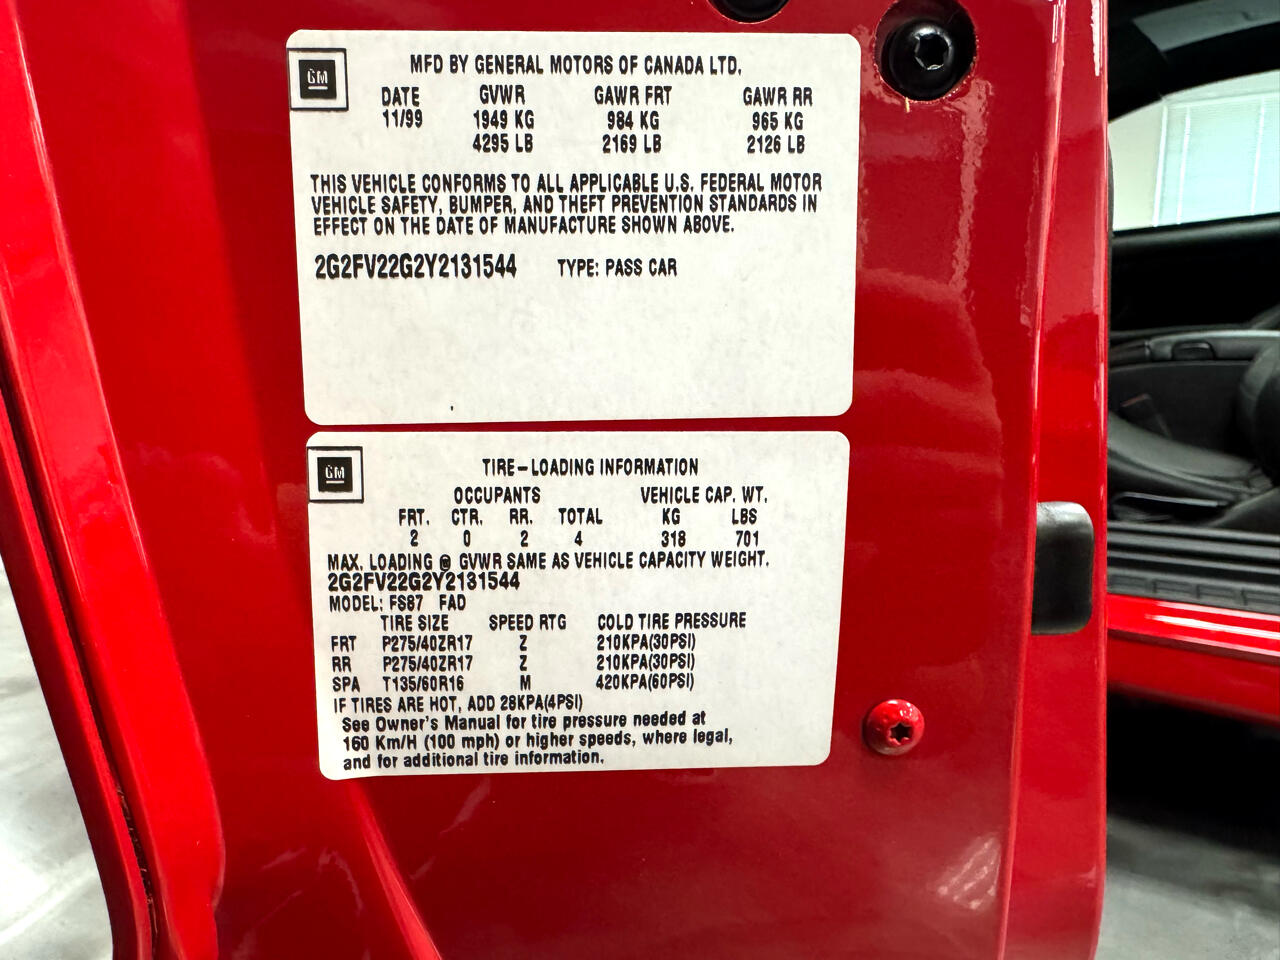 GM
MFD BY GENERAL MOTORS OF CANADA LTD.
DATE GVWR GAWR FRT GAWR RR
11/99 1949 KG 984 KG 965 KG
4295 LB 2169 LB 2126 LB
THIS VEHICLE CONFORMS TO ALL APPLICABLE U.S. FEDERAL MOTOR
VEHICLE SAFETY, BUMPER, AND THEFT PREVENTION STANDARDS IN
EFFECT ON THE DATE OF MANUFACTURE SHOWN ABOVE.
2G2FV22G2Y2131544 TYPE: PASS CAR
GM
TIRE-LOADING INFORMATION
OCCUPANTS VEHICLE CAP. WT.
FRT. CTR. RR. TOTAL KG LBS
2 0 2 4 318 701
MAX. LOADING @ GVWR SAME AS VEHICLE CAPACITY WEIGHT.
2G2FV22G2Y2131544
MODEL: FS87 FAD
TIRE SIZE SPEED RTG COLD TIRE PRESSURE
FRT P275/40ZR17 Z 210KPA(30PSI)
RR P275/40ZR17 Z 210KPA(30PSI)
SPA T135/60R16 M 420KPA(60PSI)
IF TIRES ARE HOT, ADD 28KPA(4PSI)
See Owner's Manual for tire pressure needed at
160 Km/H (100 mph) or higher speeds, where legal,
and for additional tire information.